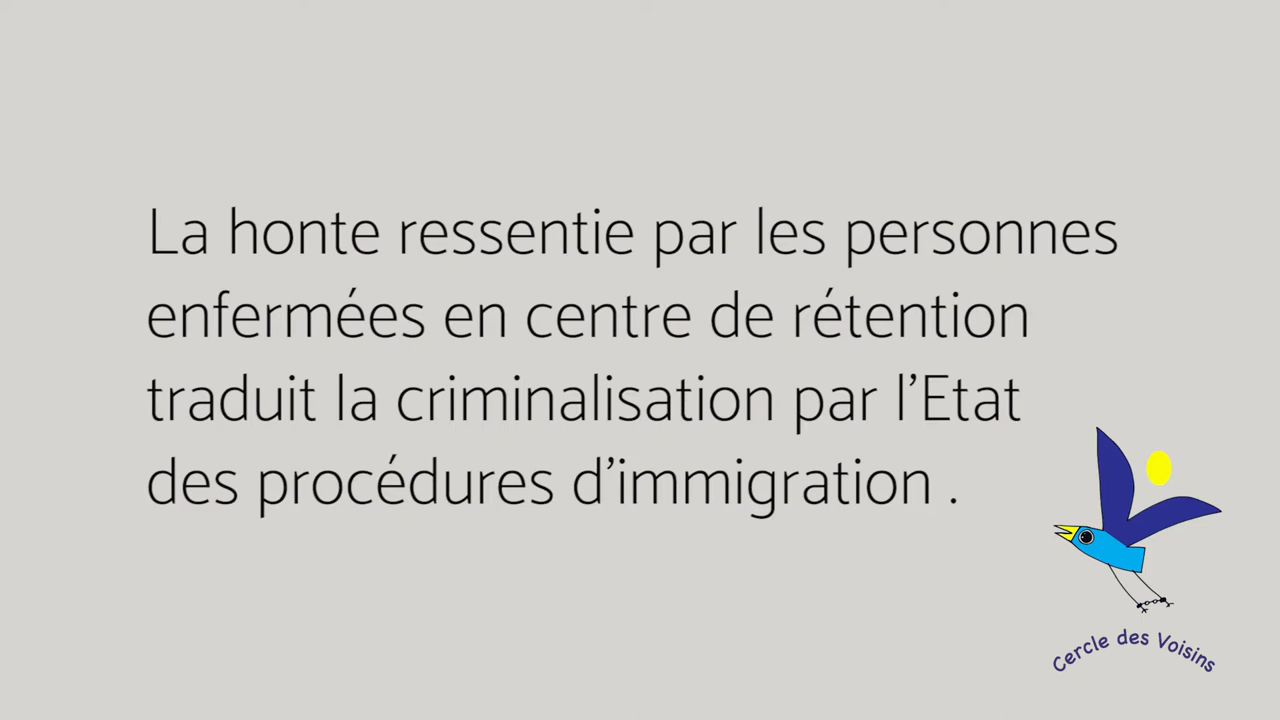 La honte ressentie par les personnes
enfermées en centre de rétention
traduit la criminalisation par l’Etat
des procédures d’immigration .
Cercle des Voisins